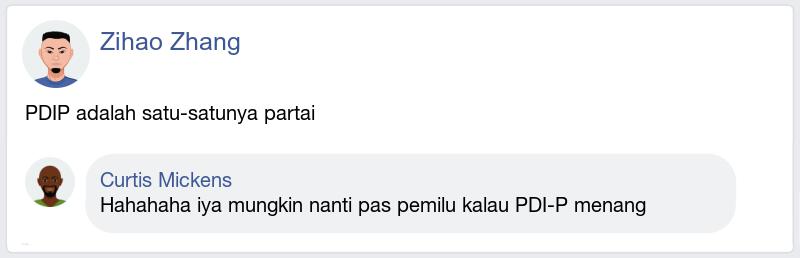 Zihao Zhang
PDIP adalah satu-satunya partai
Curtis Mickens
Hahahaha iya mungkin nanti pas pemilu kalau PDI-P menang